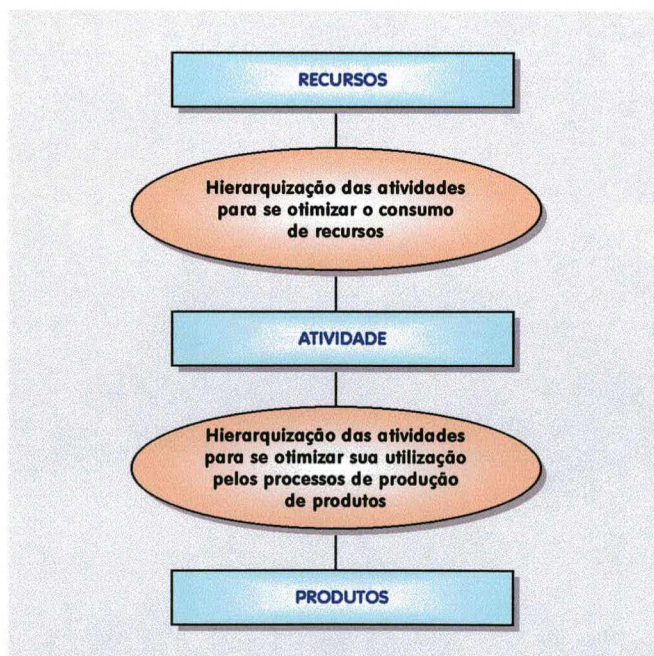 RECURSOS
Hierarquização das atividades
para se otimizar o consumo
de recursos
ATIVIDADE
Hierarquização das atividades
para se otimizar sua utilização
pelos processos de produção
de produtos
PRODUTOS